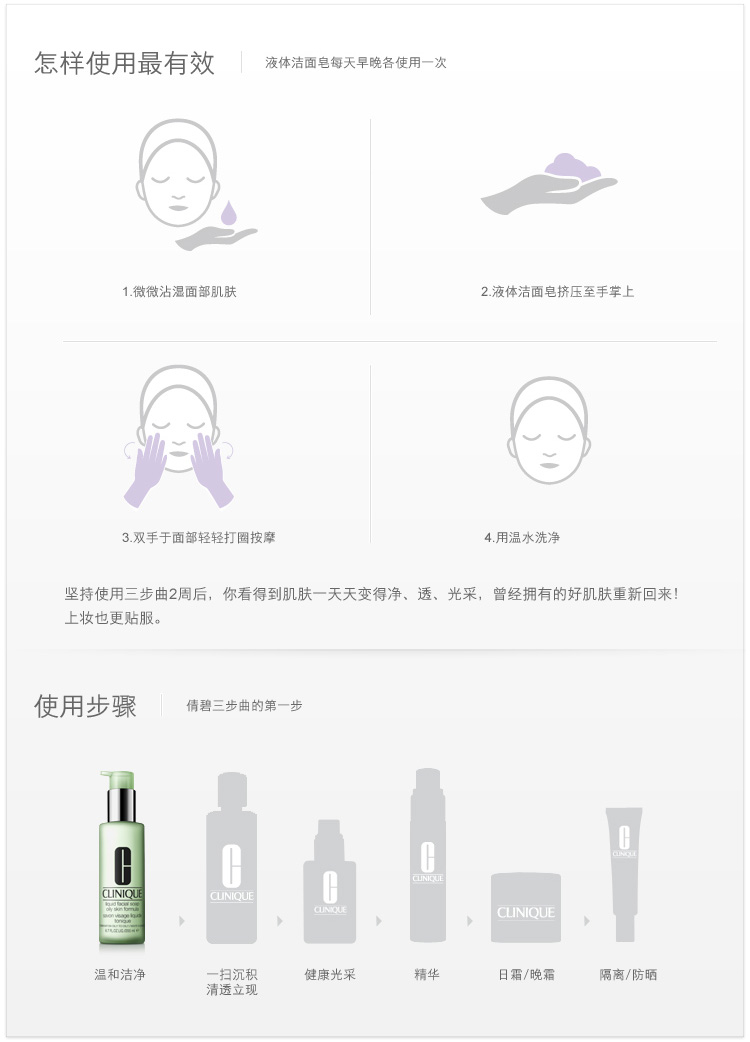 怎样使用最有效
液体洁面皂每天早晚各使用一次
1.微微沾湿面部肌肤
2.液体洁面皂挤压至手掌上
3.双手于面部轻轻打圈按摩
4.用温水洗净
坚持使用三步曲2周后，你看得到肌肤一天天变得净、透、光采，曾经拥有的好肌肤重新回来！
上妆也更贴服。
使用步骤
倩碧三步曲的第一步
CLINIQUE
liquid facial soap
oily skin formula
savon visage liquide
tonique
CLINIQUE
CLINIQUE
CLINIQUE
CLINIQUE
CLINIQUE
温和洁净
一扫沉积
清透立现
健康光采
精华
日霜/晚霜
隔离/防晒